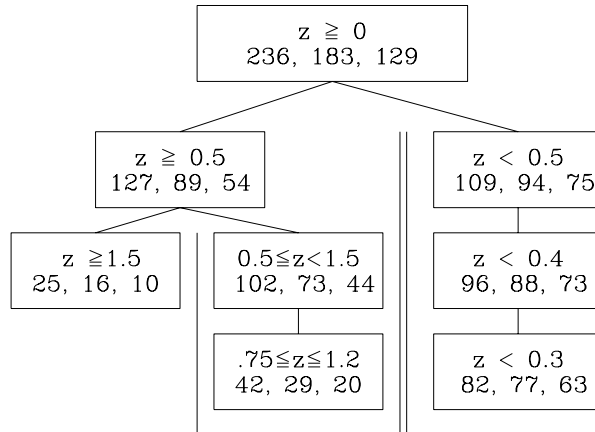 z ≧ 0
236, 183, 129
z ≧ 0.5
127, 89, 54
z < 0.5
109, 94, 75
z ≧1.5
25, 16, 10
0.5≦z<1.5
102, 73, 44
z < 0.4
96, 88, 73
.75≦z≦1.2
42, 29, 20
z < 0.3
82, 77, 63